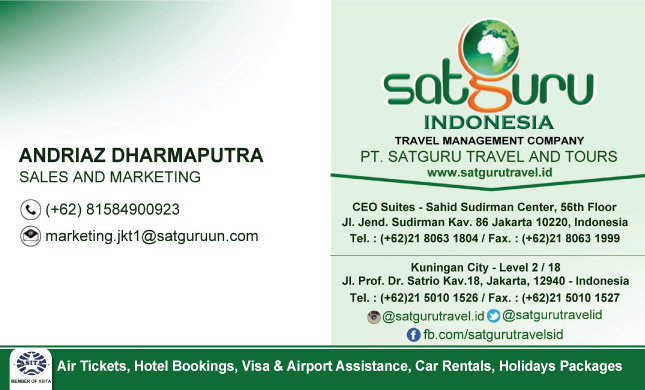 ANDRIAZ DHARMAPUTRA
SALES AND MARKETING
(+62) 81584900923
marketing.jkt1@satguruun.com
satguru
INDONESIA
TRAVEL MANAGEMENT COMPANY
PT. SATGURU TRAVEL AND TOURS
www.satgurutravel.id
CEO Suites - Sahid Sudirman Center, 56th Floor
Jl. Jend. Sudirman Kav. 86 Jakarta 10220, Indonesia
Tel. : (+62)21 8063 1804 / Fax. : (+62)21 8063 1999
Kuningan City - Level 2 / 18
Jl. Prof. Dr. Satrio Kav.18, Jakarta, 12940 - Indonesia
Tel. : (+62)21 5010 1526 / Fax. : (+62)21 5010 1527
@satgurutravel.id @satgurutravelid
fb.com/satgurutravelsid
ASITA
MEMBER OF ASITA
Air Tickets, Hotel Bookings, Visa & Airport Assistance, Car Rentals, Holidays Packages